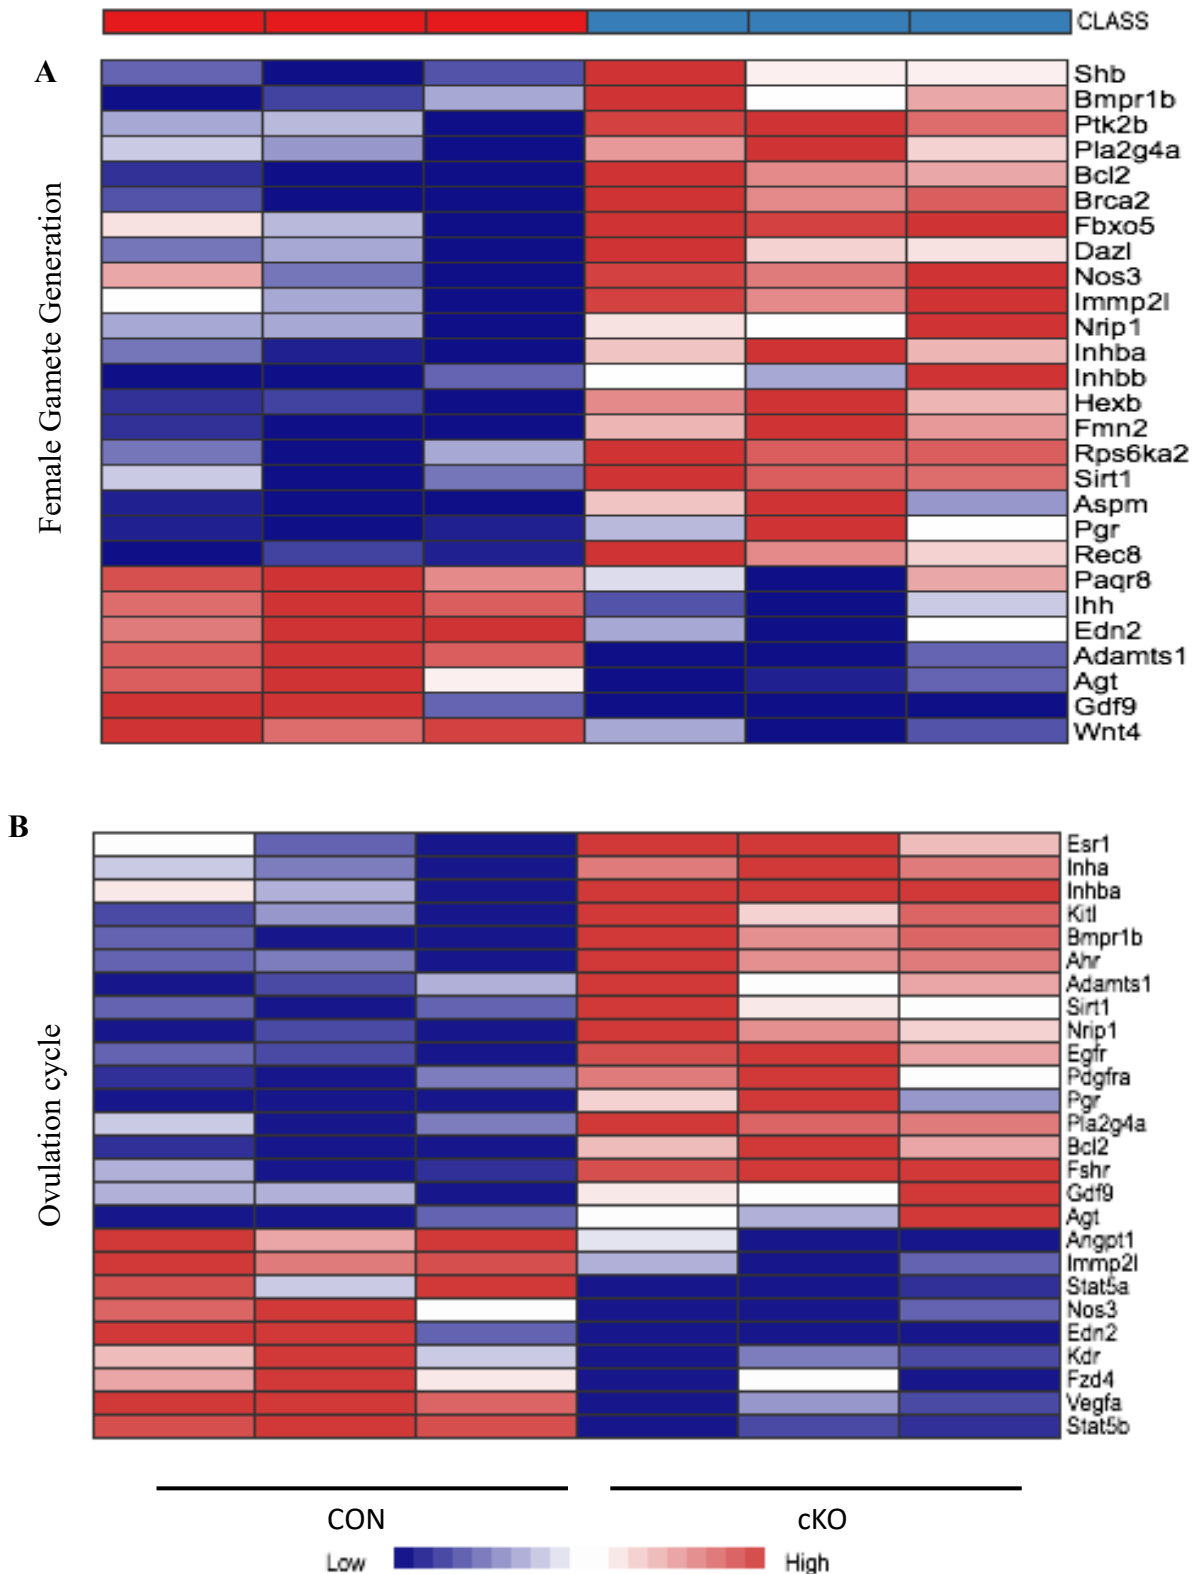 CLASS
A
Female Gamete Generation
Shb
Bmpr1b
Ptk2b
Pla2g4a
Bcl2
Brca2
Fbxo5
Dazl
Nos3
Immp2l
Nrip1
Inhba
Inhbb
Hexb
Fmn2
Rps6ka2
Sirt1
Aspm
Pgr
Rec8
Paqr8
Ihh
Edn2
Adamts1
Agt
Gdf9
Wnt4
B
Ovulation cycle
Esr1
Inha
Inhba
Kitl
Bmpr1b
Ahr
Adamts1
Sirt1
Nrip1
Egfr
Pdgfra
Pgr
Pla2g4a
Bcl2
Fshr
Gdf9
Agt
Angpt1
Immp2l
Stat5a
Nos3
Edn2
Kdr
Fzd4
Vegfa
Stat5b
CON cKO
Low High